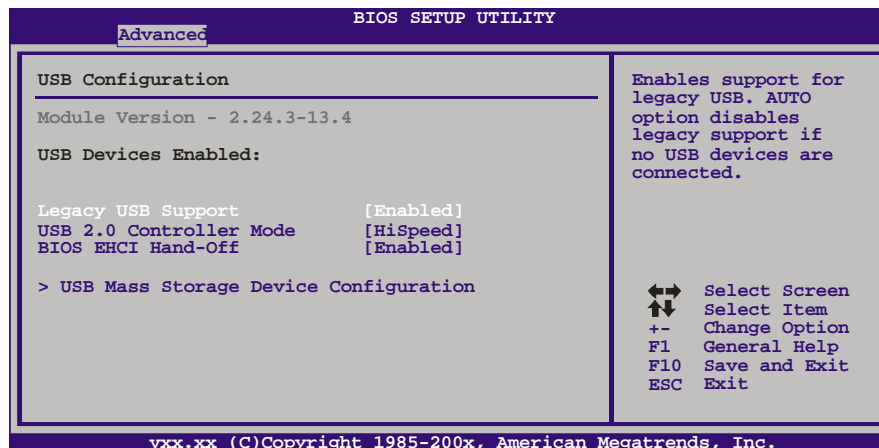 BIOS SETUP UTILITY
Advanced
USB Configuration
Module Version - 2.24.3-13.4
USB Devices Enabled:
Legacy USB Support [Enabled]
USB 2.0 Controller Mode [HiSpeed]
BIOS EHCI Hand-Off [Enabled]
> USB Mass Storage Device Configuration
Enables support for
legacy USB. AUTO
option disables
legacy support if
no USB devices are
connected.
Select Screen
Select Item
+- Change Option
F1 General Help
F10 Save and Exit
ESC Exit
vxx.xx (C)Copyright 1985-200x, American Megatrends, Inc.